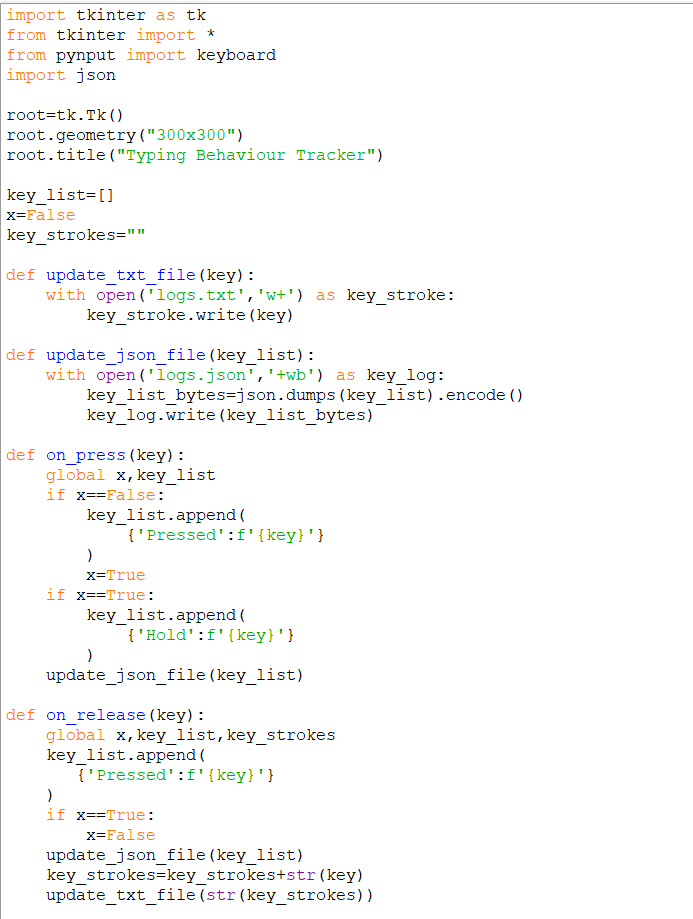 import tkinter as tk
from tkinter import *
from pynput import keyboard
import json

root=tk.Tk()
root.geometry("300x300")
root.title("Typing Behaviour Tracker")

key_list=[]
x=False
key_strokes=""

def update_txt_file(key):
    with open('logs.txt','w+') as key_stroke:
        key_stroke.write(key)

def update_json_file(key_list):
    with open('logs.json','+wb') as key_log:
        key_list_bytes=json.dumps(key_list).encode()
        key_log.write(key_list_bytes)

def on_press(key):
    global x,key_list
    if x==False:
        key_list.append(
            {'Pressed':f'{key}'}
        )
        x=True
    if x==True:
        key_list.append(
            {'Hold':f'{key}'}
        )
    update_json_file(key_list)

def on_release(key):
    global x,key_list,key_strokes
    key_list.append(
       {'Pressed':f'{key}'}
    )
    if x==True:
        x=False
    update_json_file(key_list)
    key_strokes=key_strokes+str(key)
    update_txt_file(str(key_strokes))